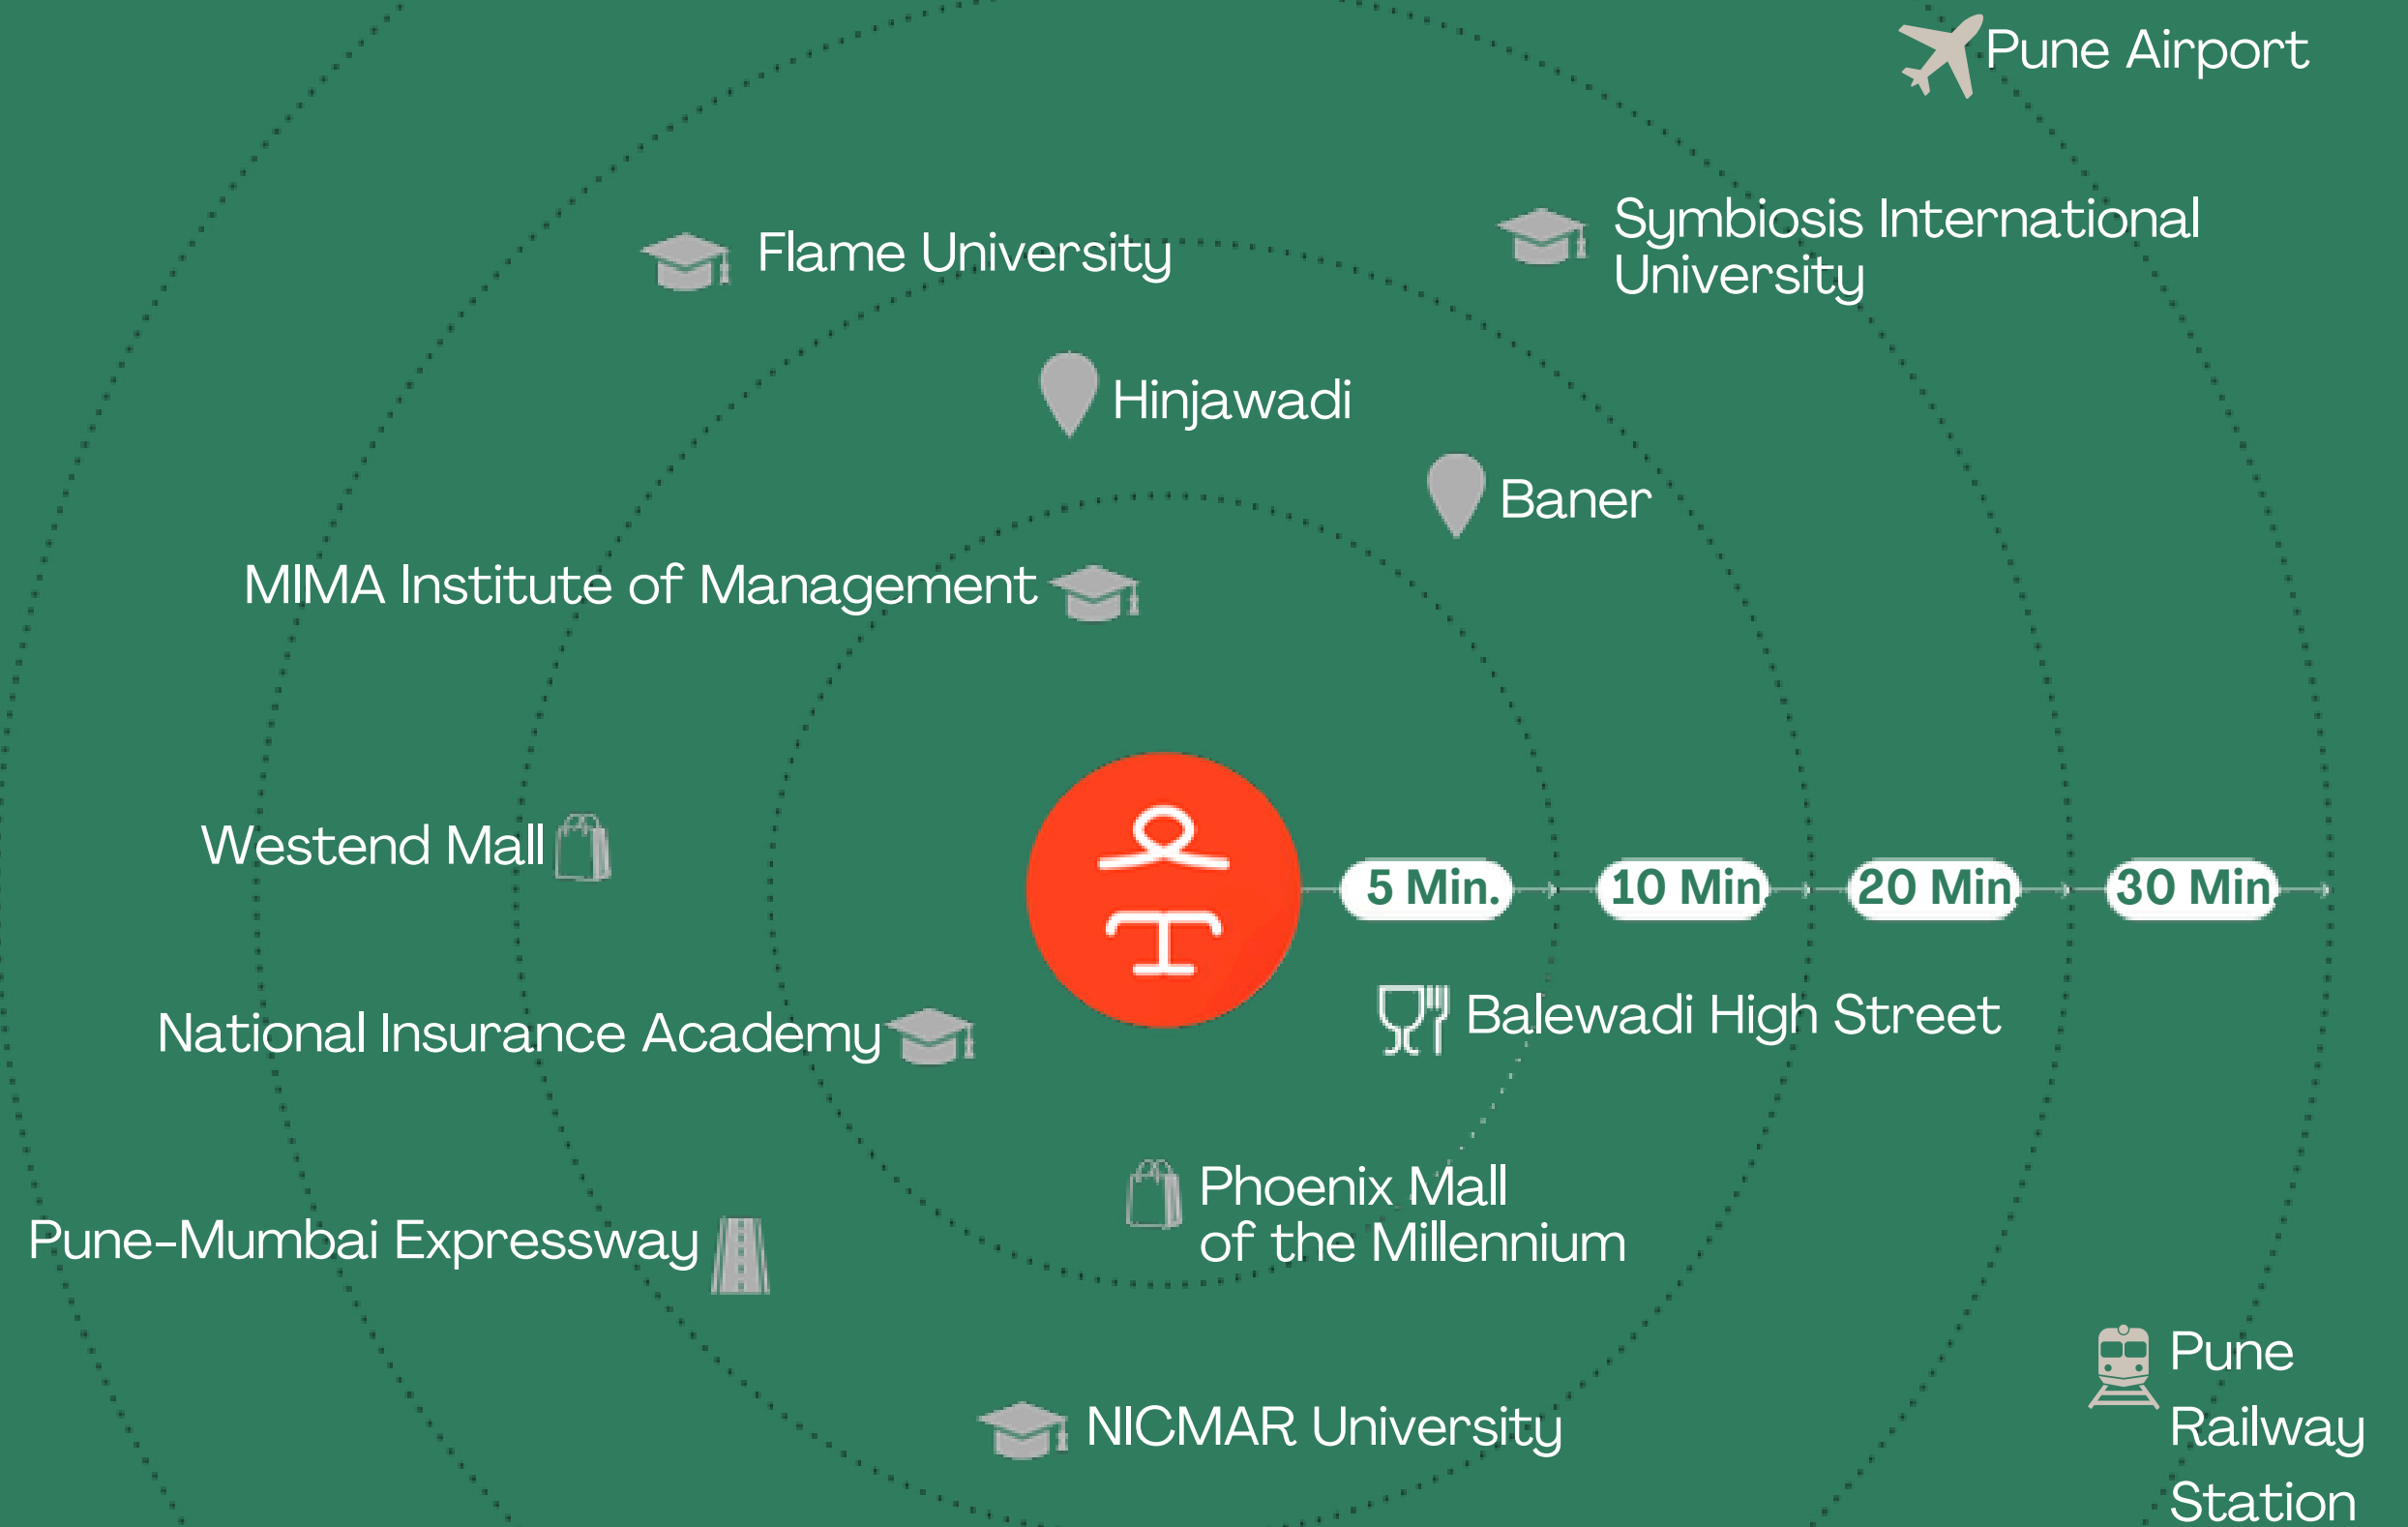 Pune Airport
Symbiosis International
University
Flame University
Hinjawadi
Baner
MIMA Institute of Management
Westend Mall
5 Min.
10 Min.
20 Min.
30 Min.
Balewadi High Street
National Insurance Academy
Phoenix Mall
of the Millennium
Pune-Mumbai Expressway
Pune
Railway
Station
NICMAR University